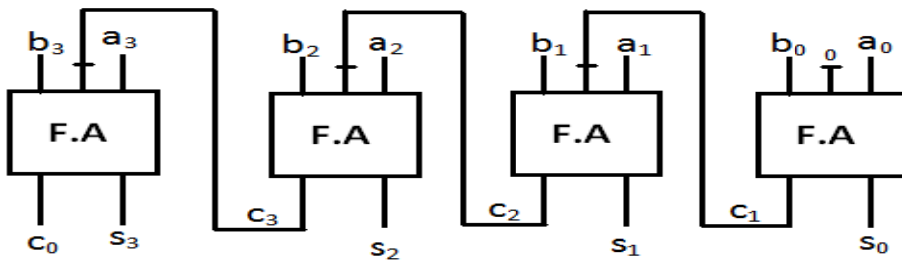 b₃ a₃ b₂ a₂ b₁ a₁ b₀ 0 a₀
F.A F.A F.A F.A
c₃ c₂ c₁
c₀ s₃ s₂ s₁ s₀